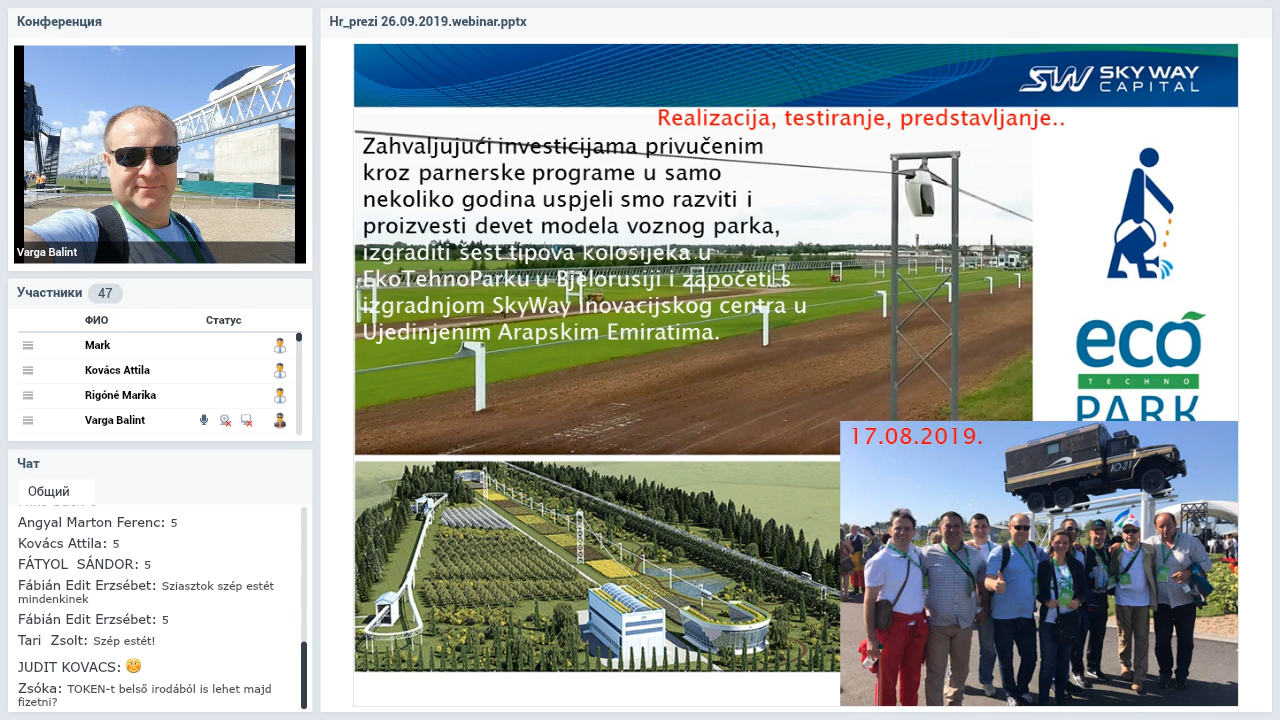 Конференция
Varga Balint
Участники 47
ФИО Статус
Mark
Kovács Attila
Rigóné Marika
Varga Balint
Чат
Общий
Angyal Marton Ferenc: 5
Kovács Attila: 5
FÁTYOL SÁNDOR: 5
Fábián Edit Erzsébet: Sziasztok szép estét
mindenkinek
Fábián Edit Erzsébet: 5
Tari Zsolt: Szép estét!
JUDIT KOVACS:
Zsóka: TOKEN-t belső irodából is lehet majd
fizetni?
Hr_prezi 26.09.2019.webinar.pptx
SW SKY WAY
CAPITAL
Realizacija, testiranje, predstavljanje..
Zahvaljujući investicijama privučenim
kroz parnerske programe u samo
nekoliko godina uspjeli smo razviti i
proizvesti devet modela voznog parka,
izgraditi šest tipova kolosijeka u
EkoTehnoParku u Bjelorusiji i započeti s
izgradnjom SkyWay inovacijskog centra u
Ujedinjenim Arapskim Emiratima.
eco
TECHNO
PARK
17.08.2019.
Ю-21